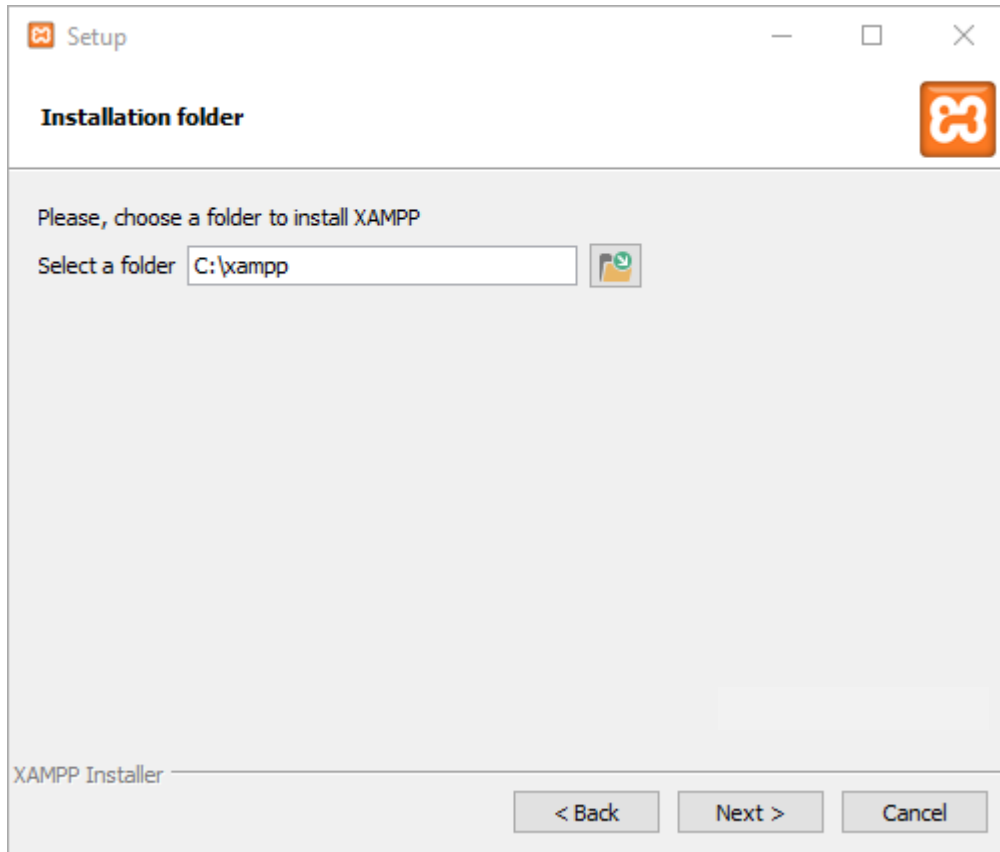 Setup
Installation folder
Please, choose a folder to install XAMPP
Select a folder C:\xampp
XAMPP Installer
< Back Next > Cancel